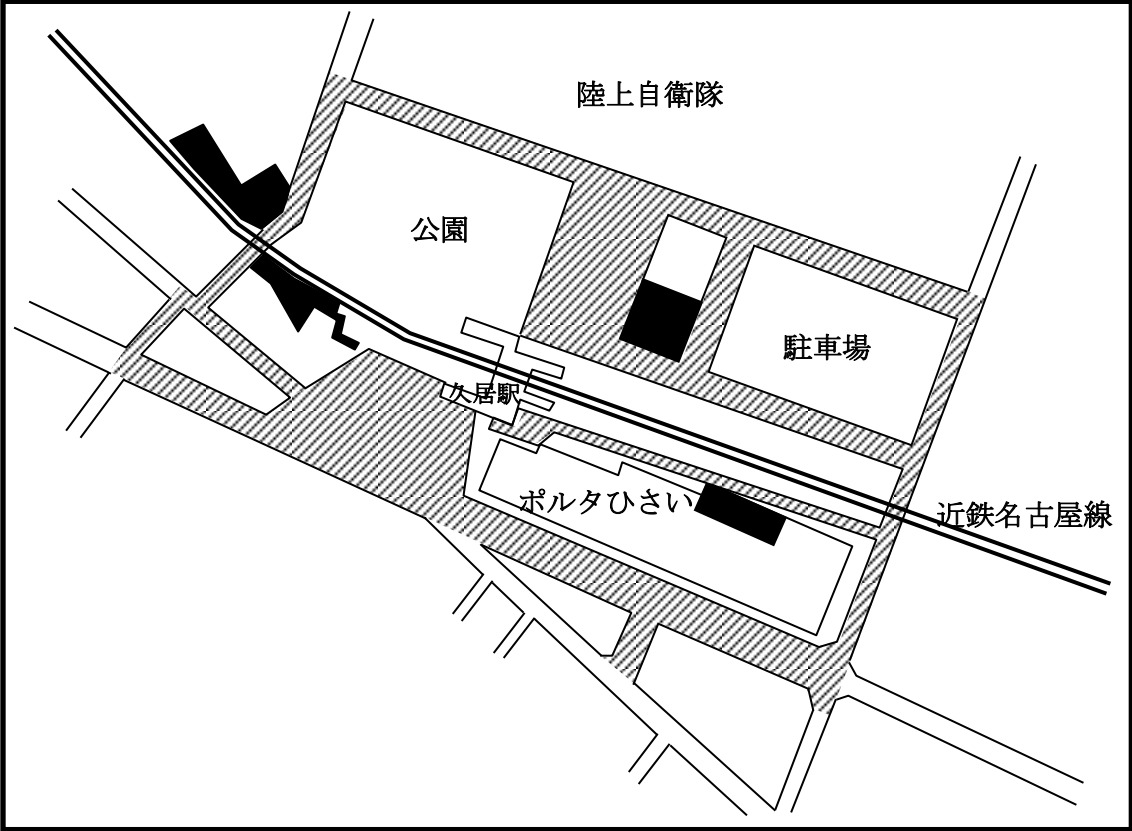 陸上自衛隊
公園
駐車場
久居駅
ポルタひさい
近鉄名古屋線